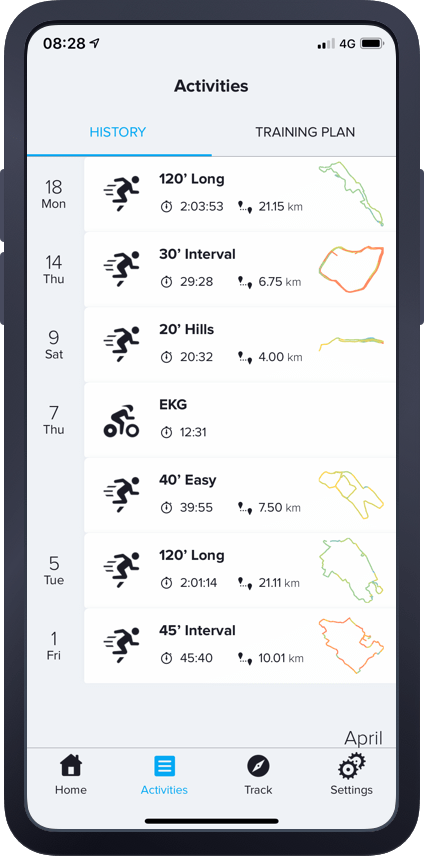 08:28 4G
Activities
HISTORY TRAINING PLAN
18 Mon
120’ Long
2:03:53 21.15 km
14 Thu
30’ Interval
29:28 6.75 km
9 Sat
20’ Hills
20:32 4.00 km
7 Thu
EKG
12:31
40’ Easy
39:55 7.50 km
5 Tue
120’ Long
2:01:14 21.11 km
1 Fri
45’ Interval
45:40 10.01 km
April
Home Activities Track Settings